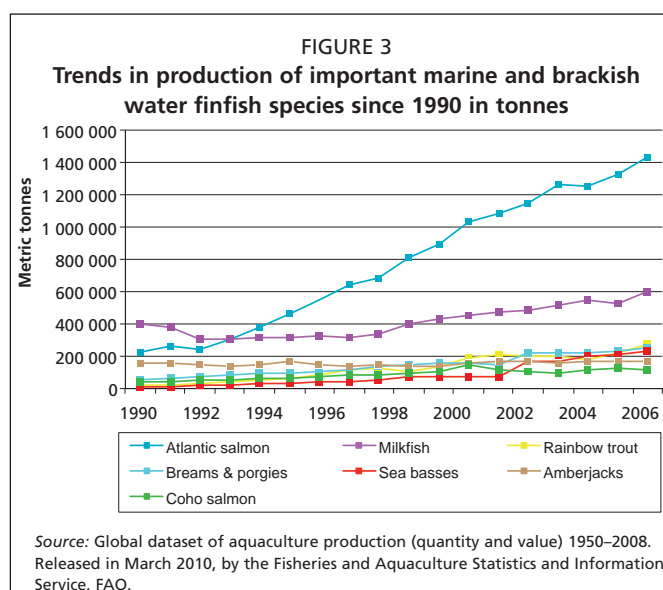 FIGURE 3
Trends in production of important marine and brackish
water finfish species since 1990 in tonnes
Metric tonnes
1 600 000
1 400 000
1 200 000
1 000 000
800 000
600 000
400 000
200 000
0
1990 1992 1994 1996 1998 2000 2002 2004 2006
Atlantic salmon Milkfish Rainbow trout
Breams & porgies Sea basses Amberjacks
Coho salmon
Source: Global dataset of aquaculture production (quantity and value) 1950–2008.
Released in March 2010, by the Fisheries and Aquaculture Statistics and Information
Service, FAO.